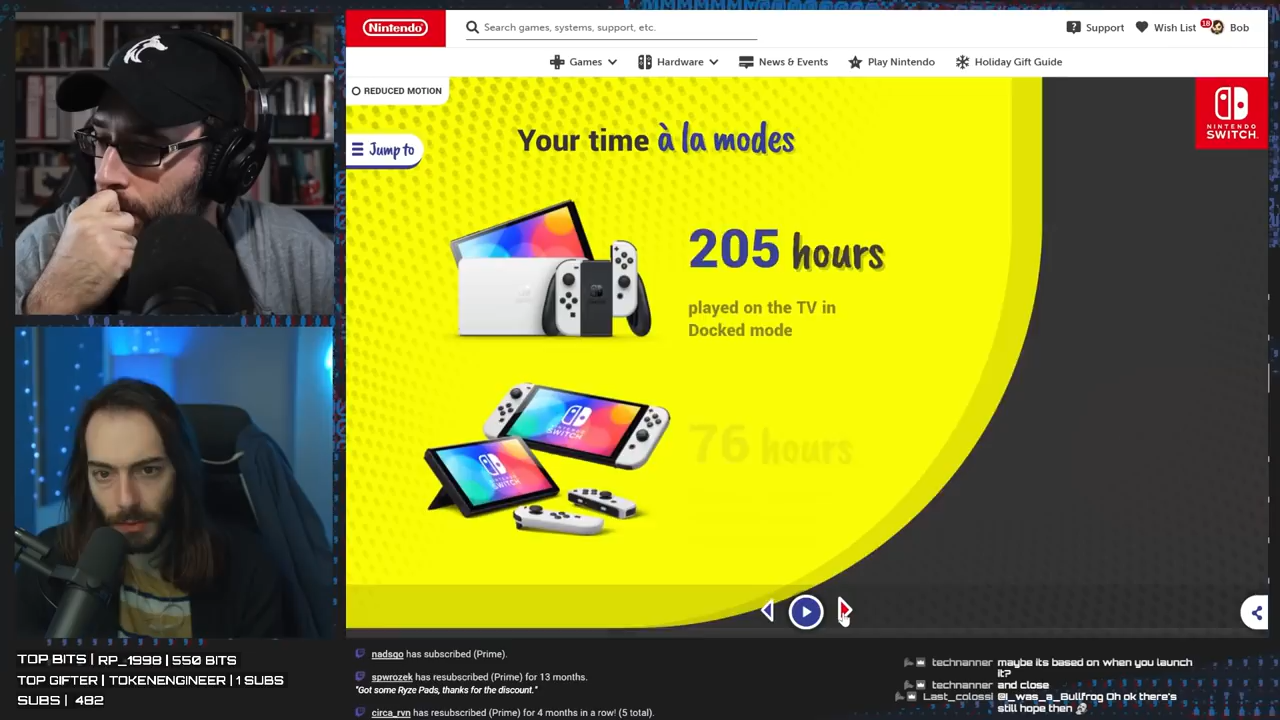 Nintendo
Search games, systems, support, etc.
Support
Wish List
18
Bob
Games
Hardware
News & Events
Play Nintendo
Holiday Gift Guide
REDUCED MOTION
NINTENDO
SWITCH
Jump to
Your time à la modes
205 hours
played on the TV in
Docked mode
NINTENDO
SWITCH
76 hours
TOP BITS | RP_1998 | 550 BITS
TOP GIFTER | TOKENENGINEER | 1 SUBS
SUBS | 482
nadsgo has subscribed (Prime).
spwrozek has resubscribed (Prime) for 13 months.
"Got some Ryze Pads, thanks for the discount."
circa_rvn has resubscribed (Prime) for 4 months in a row! (5 total).
technanner maybe its based on when you launch
it?
technanner and close
Last_colossi @I_was_a_Bullfrog Oh ok there's
still hope then